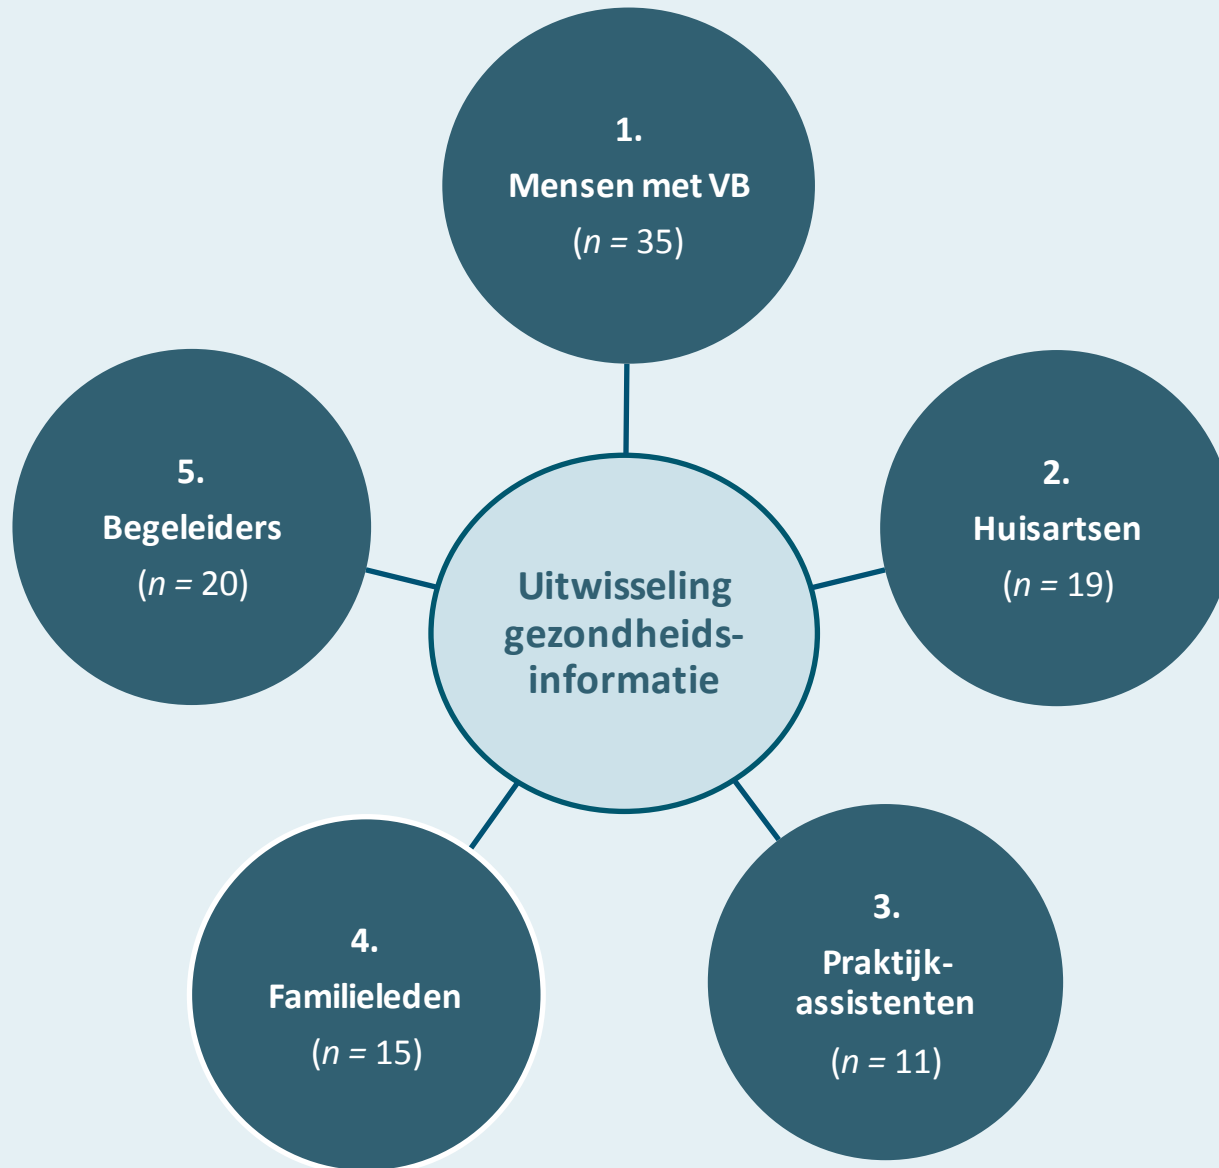 1.
Mensen met VB
(n = 35)
2.
Huisartsen
(n = 19)
3.
Praktijk-
assistenten
(n = 11)
4.
Familieleden
(n = 15)
5.
Begeleiders
(n = 20)
Uitwisseling
gezondheids-
informatie